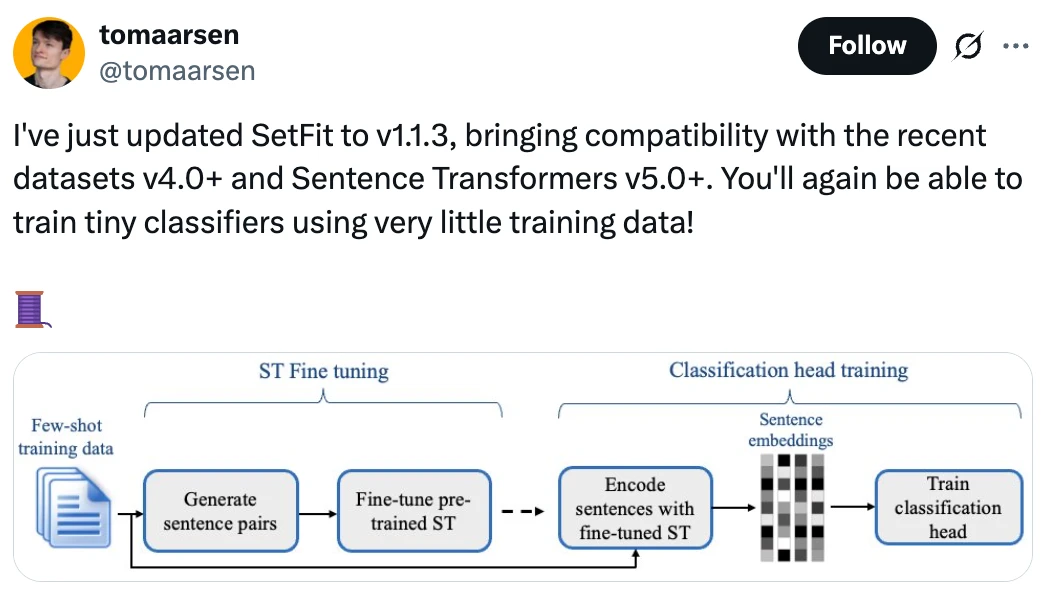 tomaarsen
@tomaarsen
Follow
I've just updated SetFit to v1.1.3, bringing compatibility with the recent
datasets v4.0+ and Sentence Transformers v5.0+. You'll again be able to
train tiny classifiers using very little training data!
ST Fine tuning
Classification head training
Few-shot
training data
Generate
sentence pairs
Fine-tune pre-
trained ST
Encode
sentences with
fine-tuned ST
Sentence
embeddings
Train
classification
head